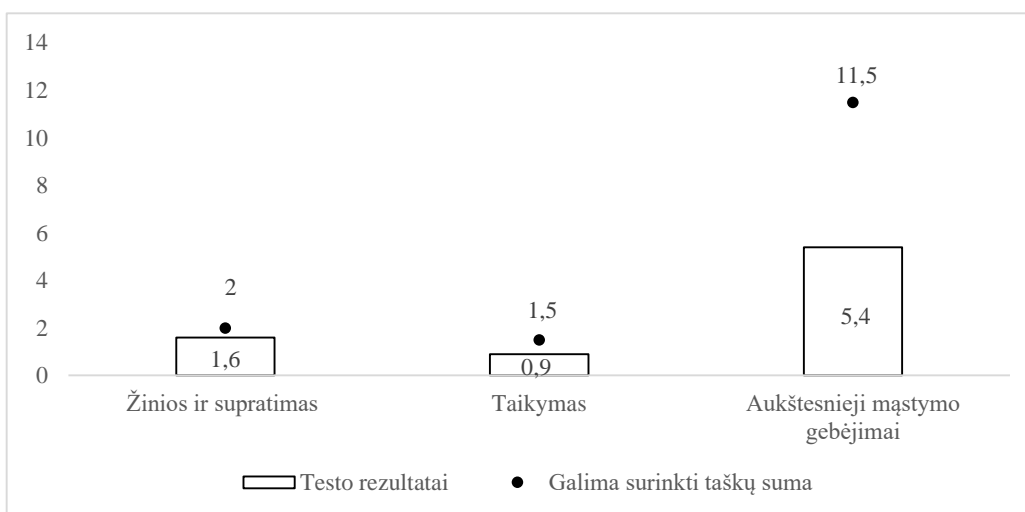 14
12
10
8
6
4
2
0
2
1,6
1,5
0,9
11,5
5,4
Žinios ir supratimas
Taikymas
Aukštesnieji mąstymo
gebėjimai
Testo rezultatai
Galima surinkti taškų suma